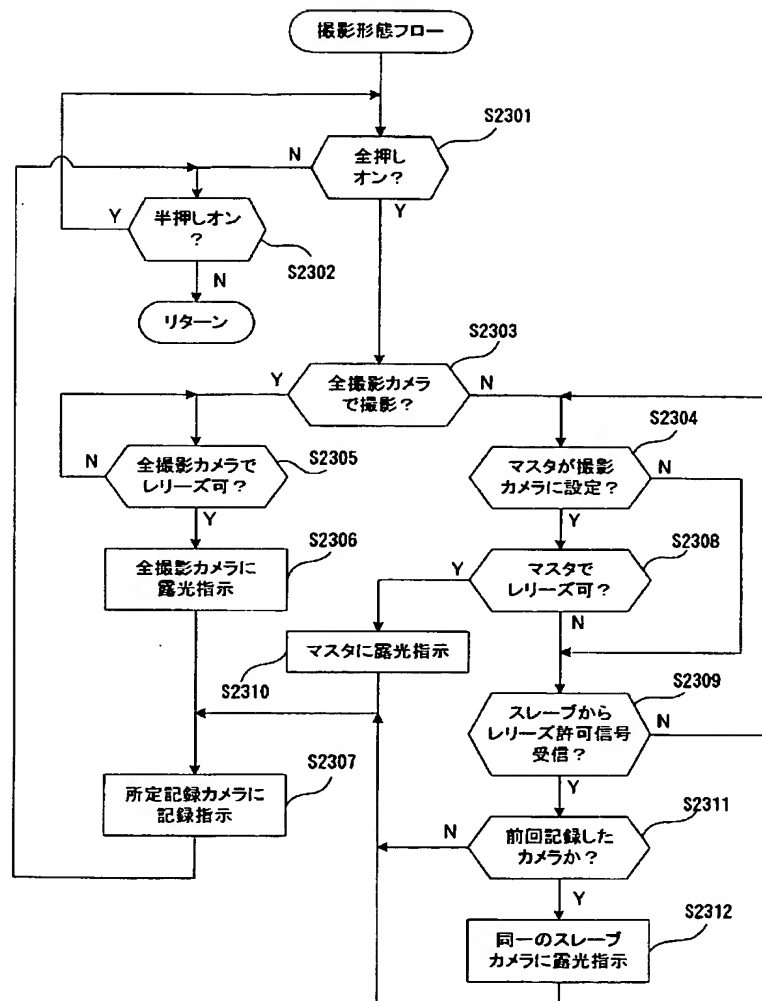 撮影形態フロー
S2301
全押し
オン?
N
Y
半押しオン
?
Y
S2302
N
リターン
S2303
全撮影カメラ
で撮影?
Y
N
S2304
マスタが撮影
カメラに設定?
N
Y
S2305
全撮影カメラで
レリーズ可?
N
Y
S2306
全撮影カメラに
露光指示
S2308
マスタで
レリーズ可?
Y
N
マスタに露光指示
S2310
S2309
スレーブから
レリーズ許可信号
受信?
N
Y
S2307
所定記録カメラに
記録指示
S2311
前回記録した
カメラか?
N
Y
S2312
同一のスレーブ
カメラに露光指示